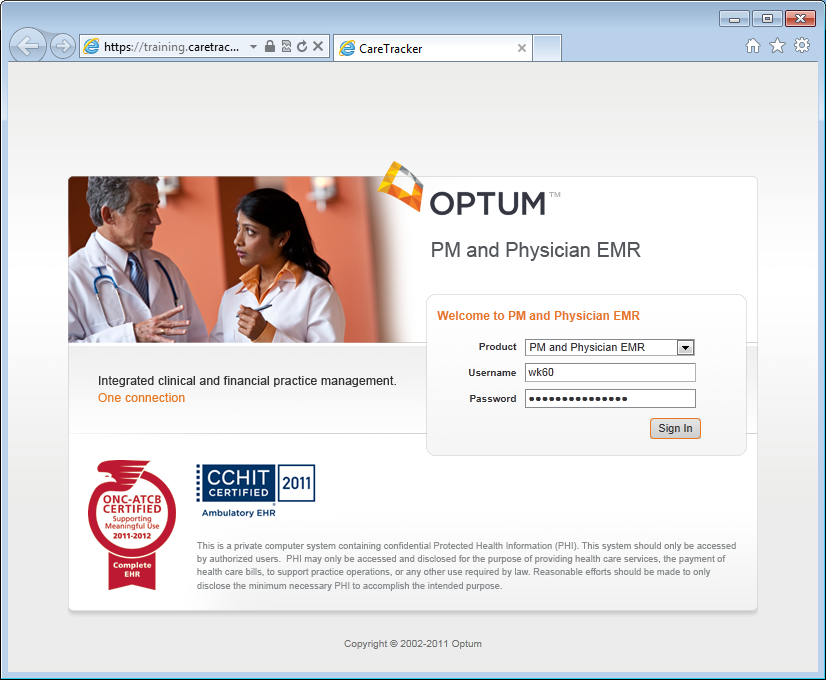 https://training.caretrac...
CareTracker
OPTUM™
PM and Physician EMR
Welcome to PM and Physician EMR
Product PM and Physician EMR
Username wk60
Password ●●●●●●●●●●●●●●●
Sign In
Integrated clinical and financial practice management.
One connection
ONC-ATCB
CERTIFIED
Supporting
Meaningful Use
2011-2012
Complete
EHR
CCHIT 2011
CERTIFIED
Ambulatory EHR
This is a private computer system containing confidential Protected Health Information (PHI). This system should only be accessed
by authorized users. PHI may only be accessed and disclosed for the purpose of providing health care services, the payment of
health care bills, to support practice operations, or any other use required by law. Reasonable efforts should be made to only
disclose the minimum necessary PHI to accomplish the intended purpose.
Copyright © 2002-2011 Optum